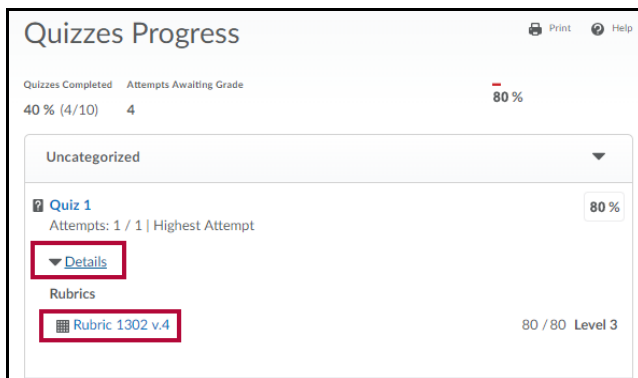 Quizzes Progress
Print
Help
Quizzes Completed
Attempts Awaiting Grade
40 % (4/10)
4
80 %
Uncategorized
Quiz 1
80 %
Attempts: 1 / 1 | Highest Attempt
Details
Rubrics
Rubric 1302 v.4
80 / 80 Level 3